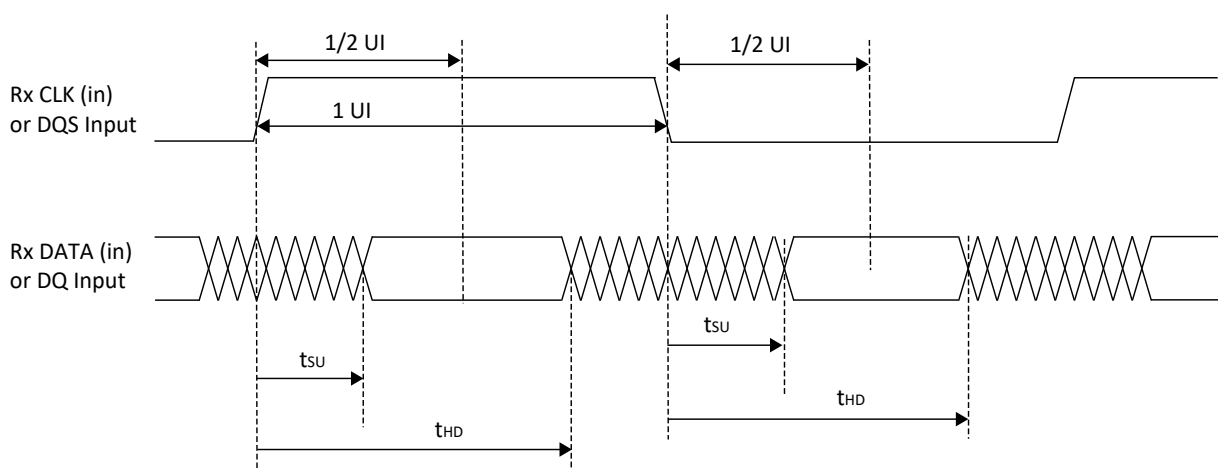 1/2 UI
1/2 UI
Rx CLK (in)
or DQS Input
1 UI
Rx DATA (in)
or DQ Input
tSU
tSU
tHD
tHD